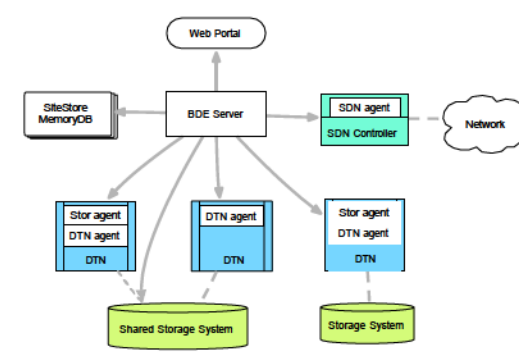 Web Portal
SiteStore
MemoryDB
BDE Server
SDN agent
SDN Controller
Network
Stor agent
DTN agent
DTN
DTN agent
DTN
Stor agent
DTN agent
DTN
Shared Storage System
Storage System